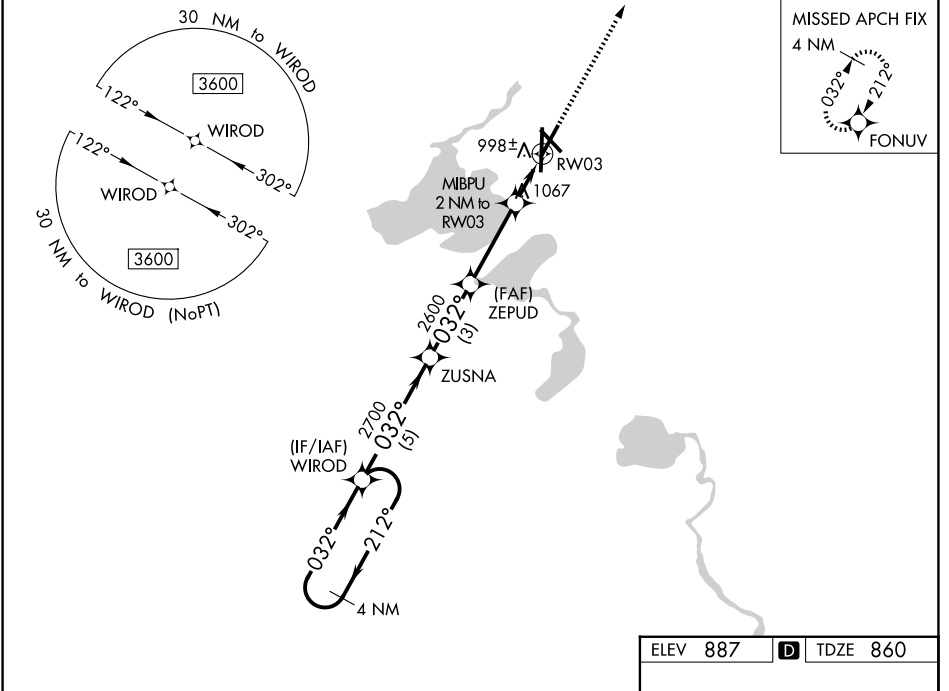 30 NM to WIROD
3600
122°
WIROD
302°
122°
WIROD
302°
3600
30 NM to WIROD (NoPT)
MISSED APCH FIX
4 NM
032°
212°
FONUV
998±
RW03
MIBPU
2 NM to
RW03
1067
(FAF)
ZEPUD
2600
032°
(3)
ZUSNA
2700
032°
(5)
(IF/IAF)
WIROD
032°
212°
4 NM
ELEV 887 D TDZE 860